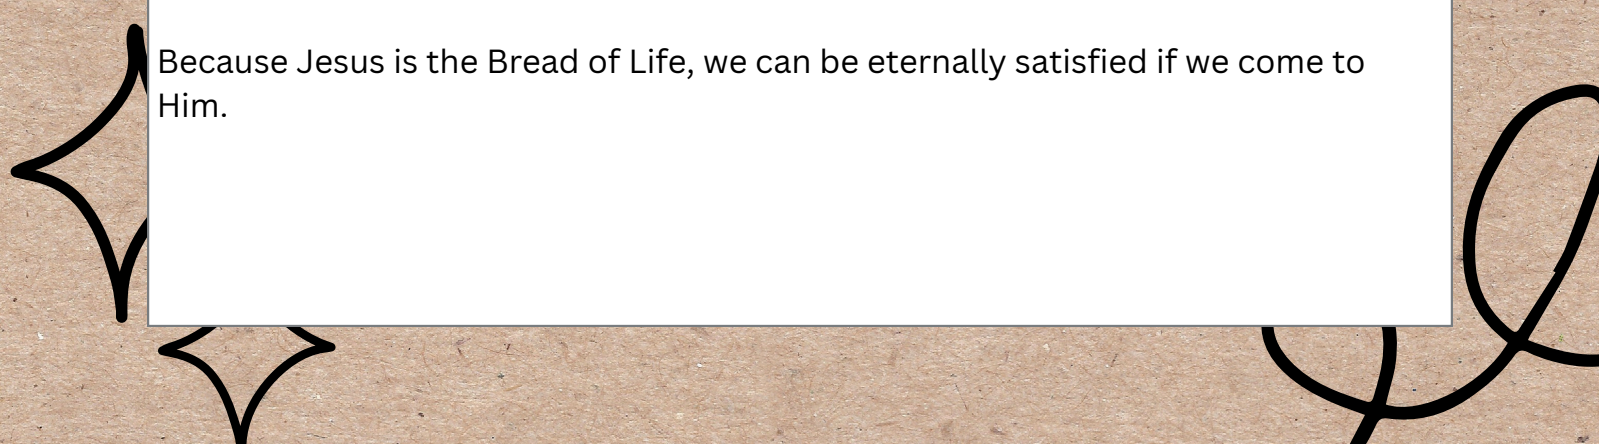 Because Jesus is the Bread of Life, we can be eternally satisfied if we come to
Him.